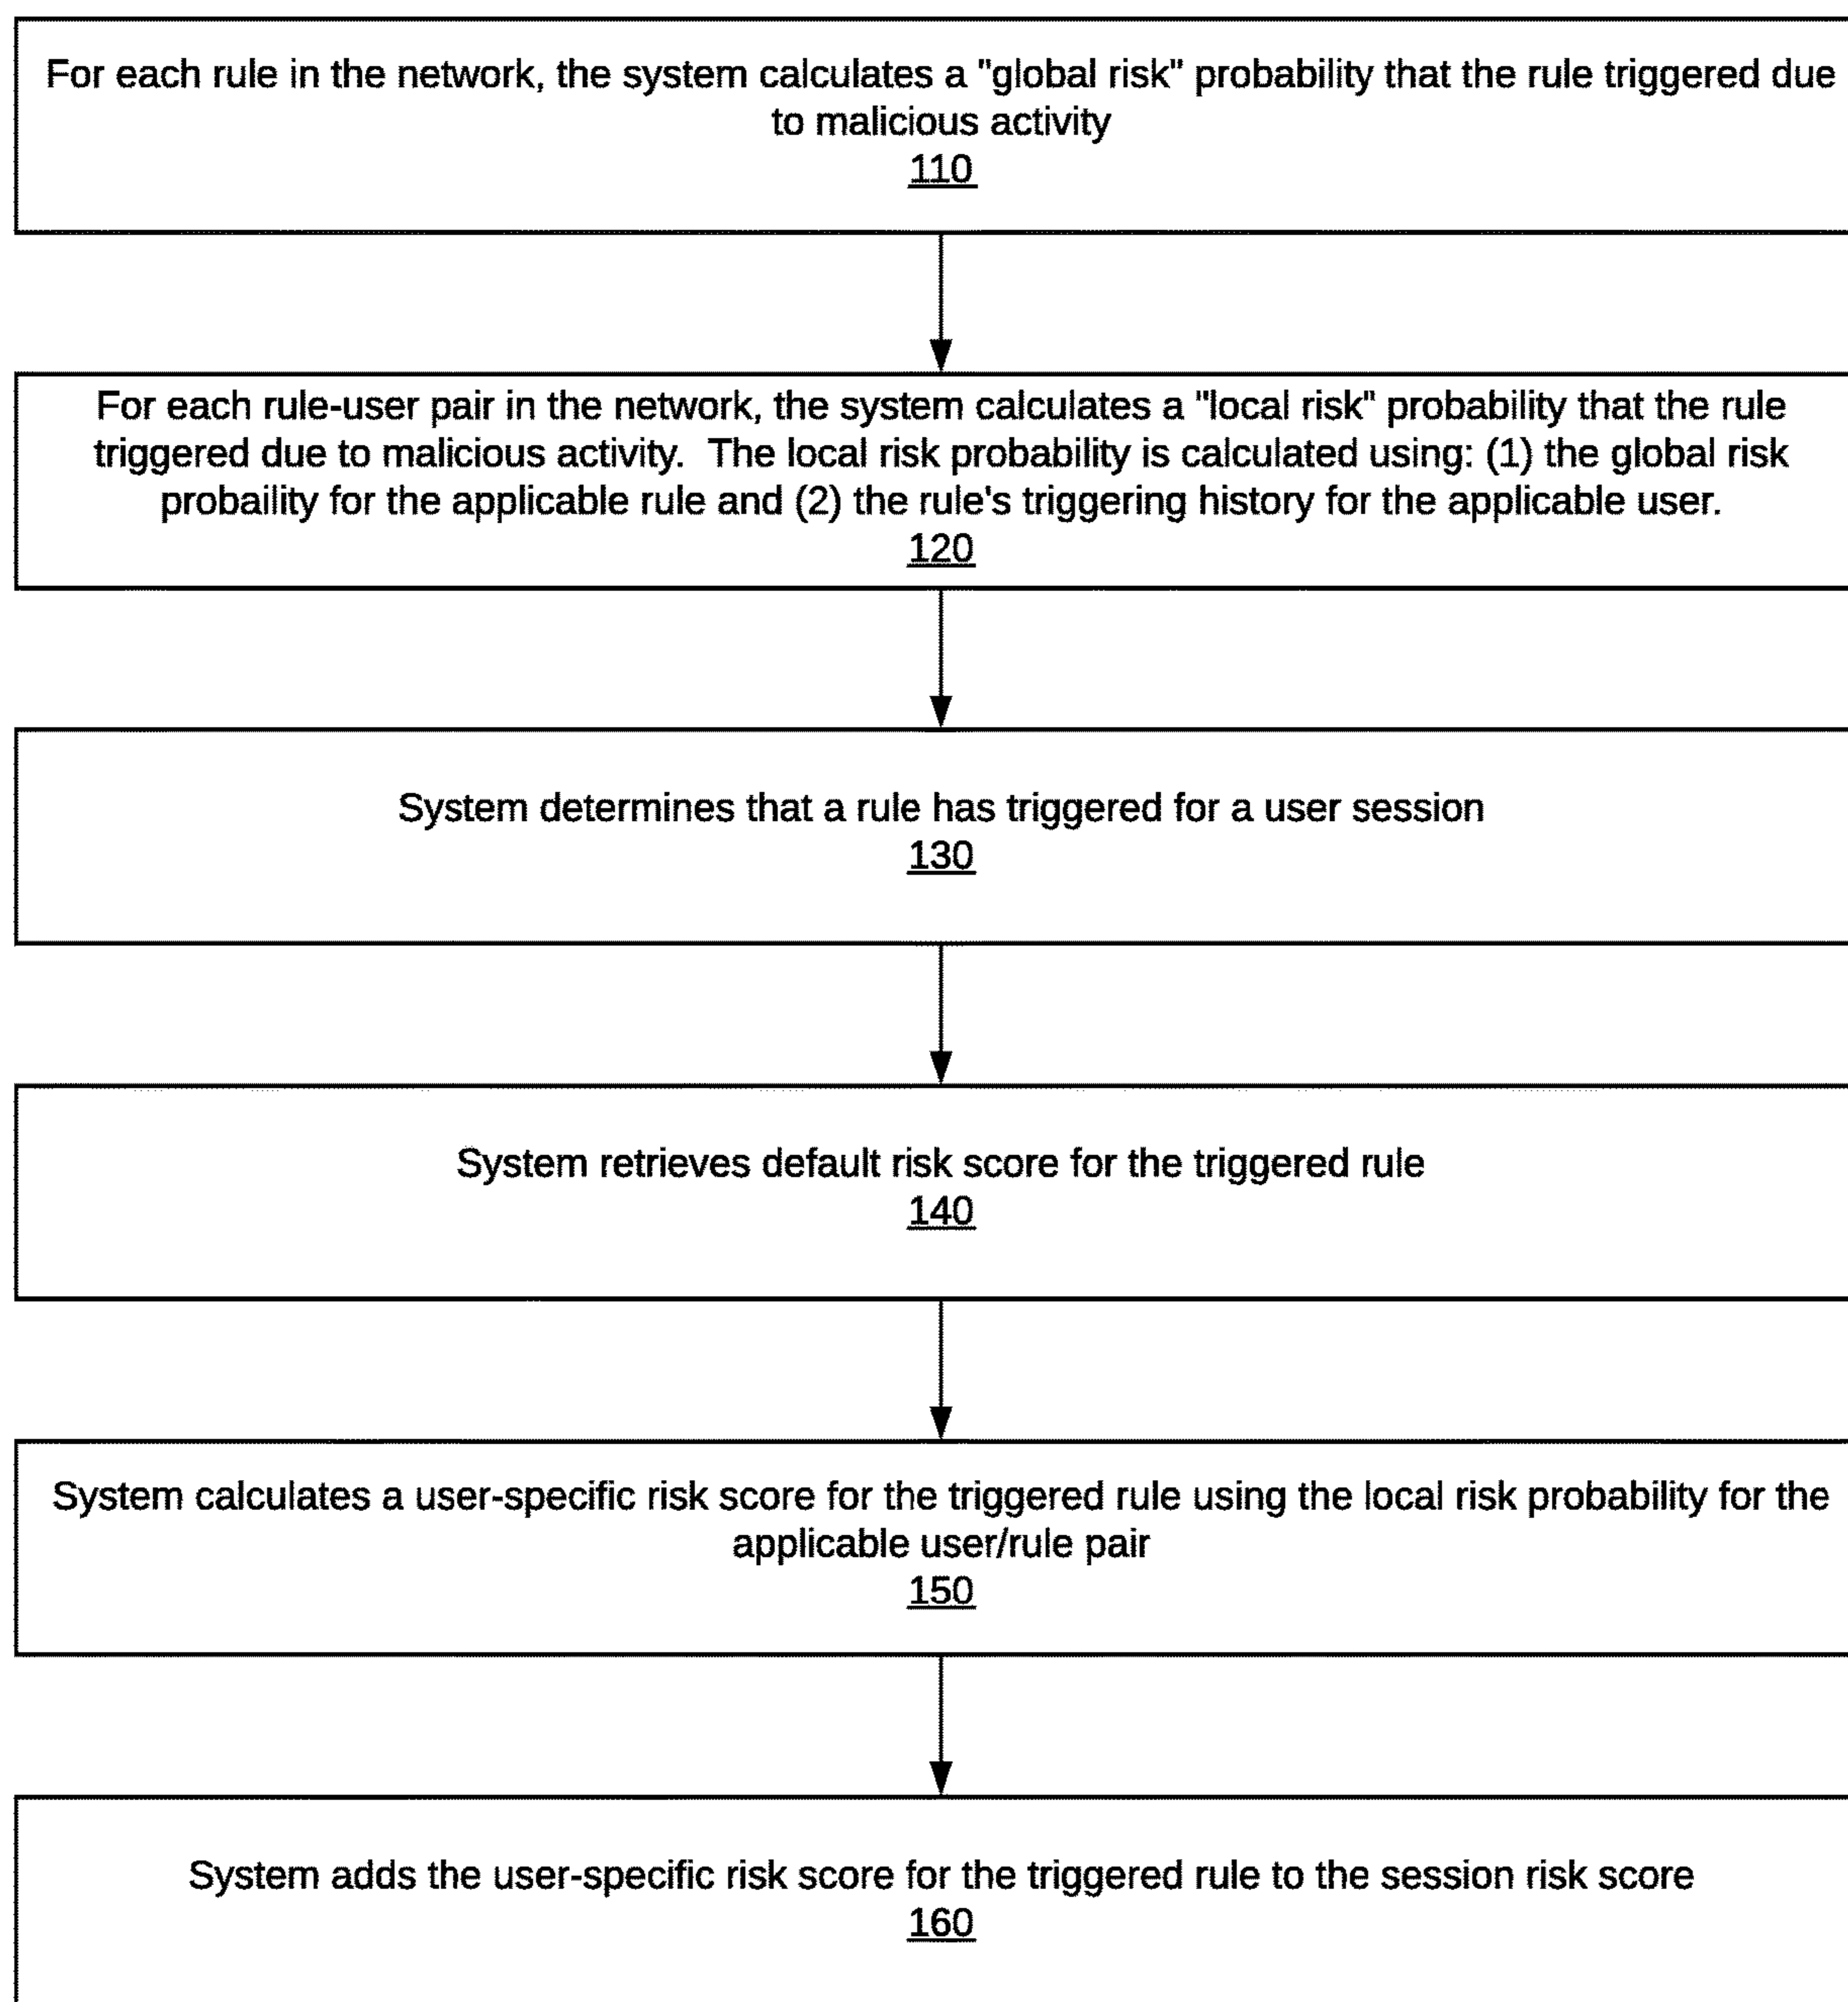 For each rule in the network, the system calculates a "global risk" probability that the rule triggered due
to malicious activity
110
For each rule-user pair in the network, the system calculates a "local risk" probability that the rule
triggered due to malicious activity.  The local risk probability is calculated using: (1) the global risk
probaility for the applicable rule and (2) the rule's triggering history for the applicable user.
120
System determines that a rule has triggered for a user session
130
System retrieves default risk score for the triggered rule
140
System calculates a user-specific risk score for the triggered rule using the local risk probability for the
applicable user/rule pair
150
System adds the user-specific risk score for the triggered rule to the session risk score
160